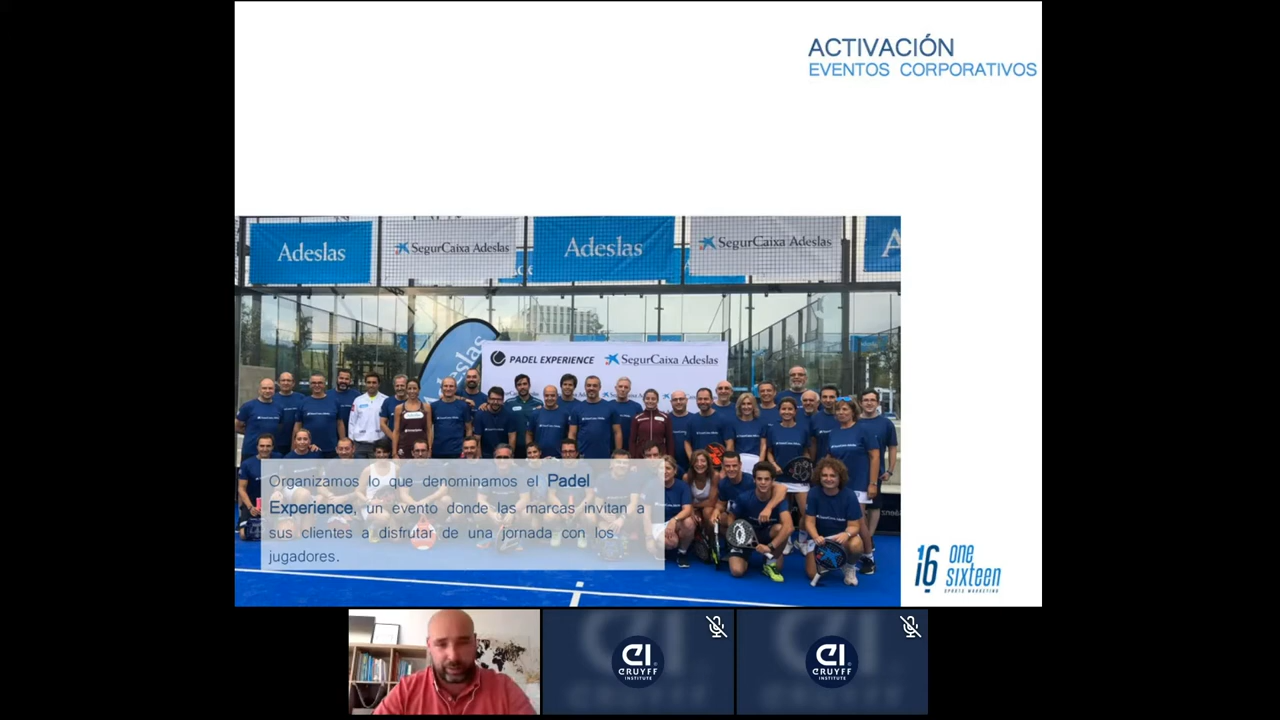 ACTIVACIÓN
EVENTOS CORPORATIVOS
Adeslas
SegurCaixa Adeslas
Adeslas
SegurCaixa Adeslas
PADEL EXPERIENCE
SegurCaixa Adeslas
Organizamos lo que denominamos el Padel
Experience, un evento donde las marcas invitan a
sus clientes a disfrutar de una jornada con los
jugadores.
16 one
sixteen
SPORTS MARKETING
CI
CRUYFF
INSTITUTE
CI
CRUYFF
INSTITUTE